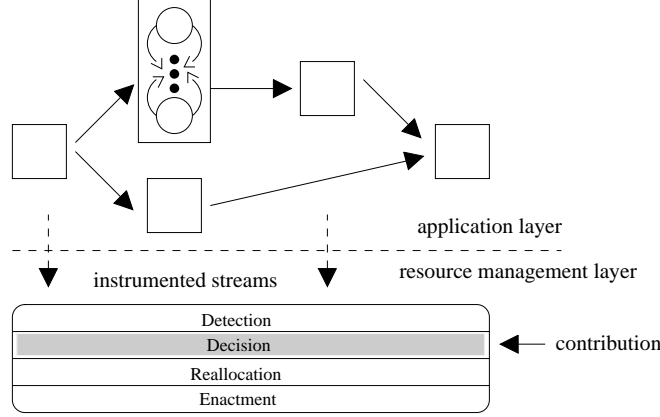 application layer
resource management layer
instrumented streams
Detection
Decision
contribution
Reallocation
Enactment